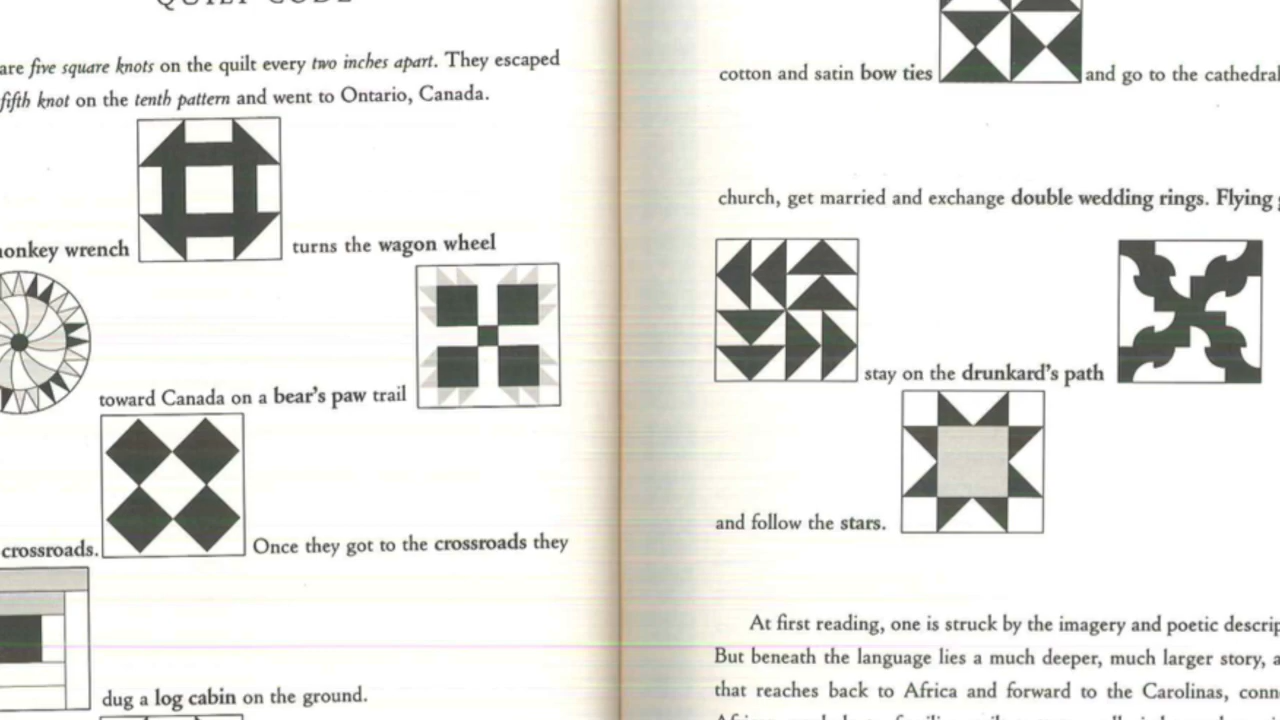 QUILT CODE
are five square knots on the quilt every two inches apart. They escaped
fifth knot on the tenth pattern and went to Ontario, Canada.
onkey wrench turns the wagon wheel
toward Canada on a bear's paw trail
crossroads. Once they got to the crossroads they
dug a log cabin on the ground.
cotton and satin bow ties and go to the cathedral
church, get married and exchange double wedding rings. Flying
stay on the drunkard's path
and follow the stars.
At first reading, one is struck by the imagery and poetic descrip
But beneath the language lies a much deeper, much larger story, a
that reaches back to Africa and forward to the Carolinas, conn